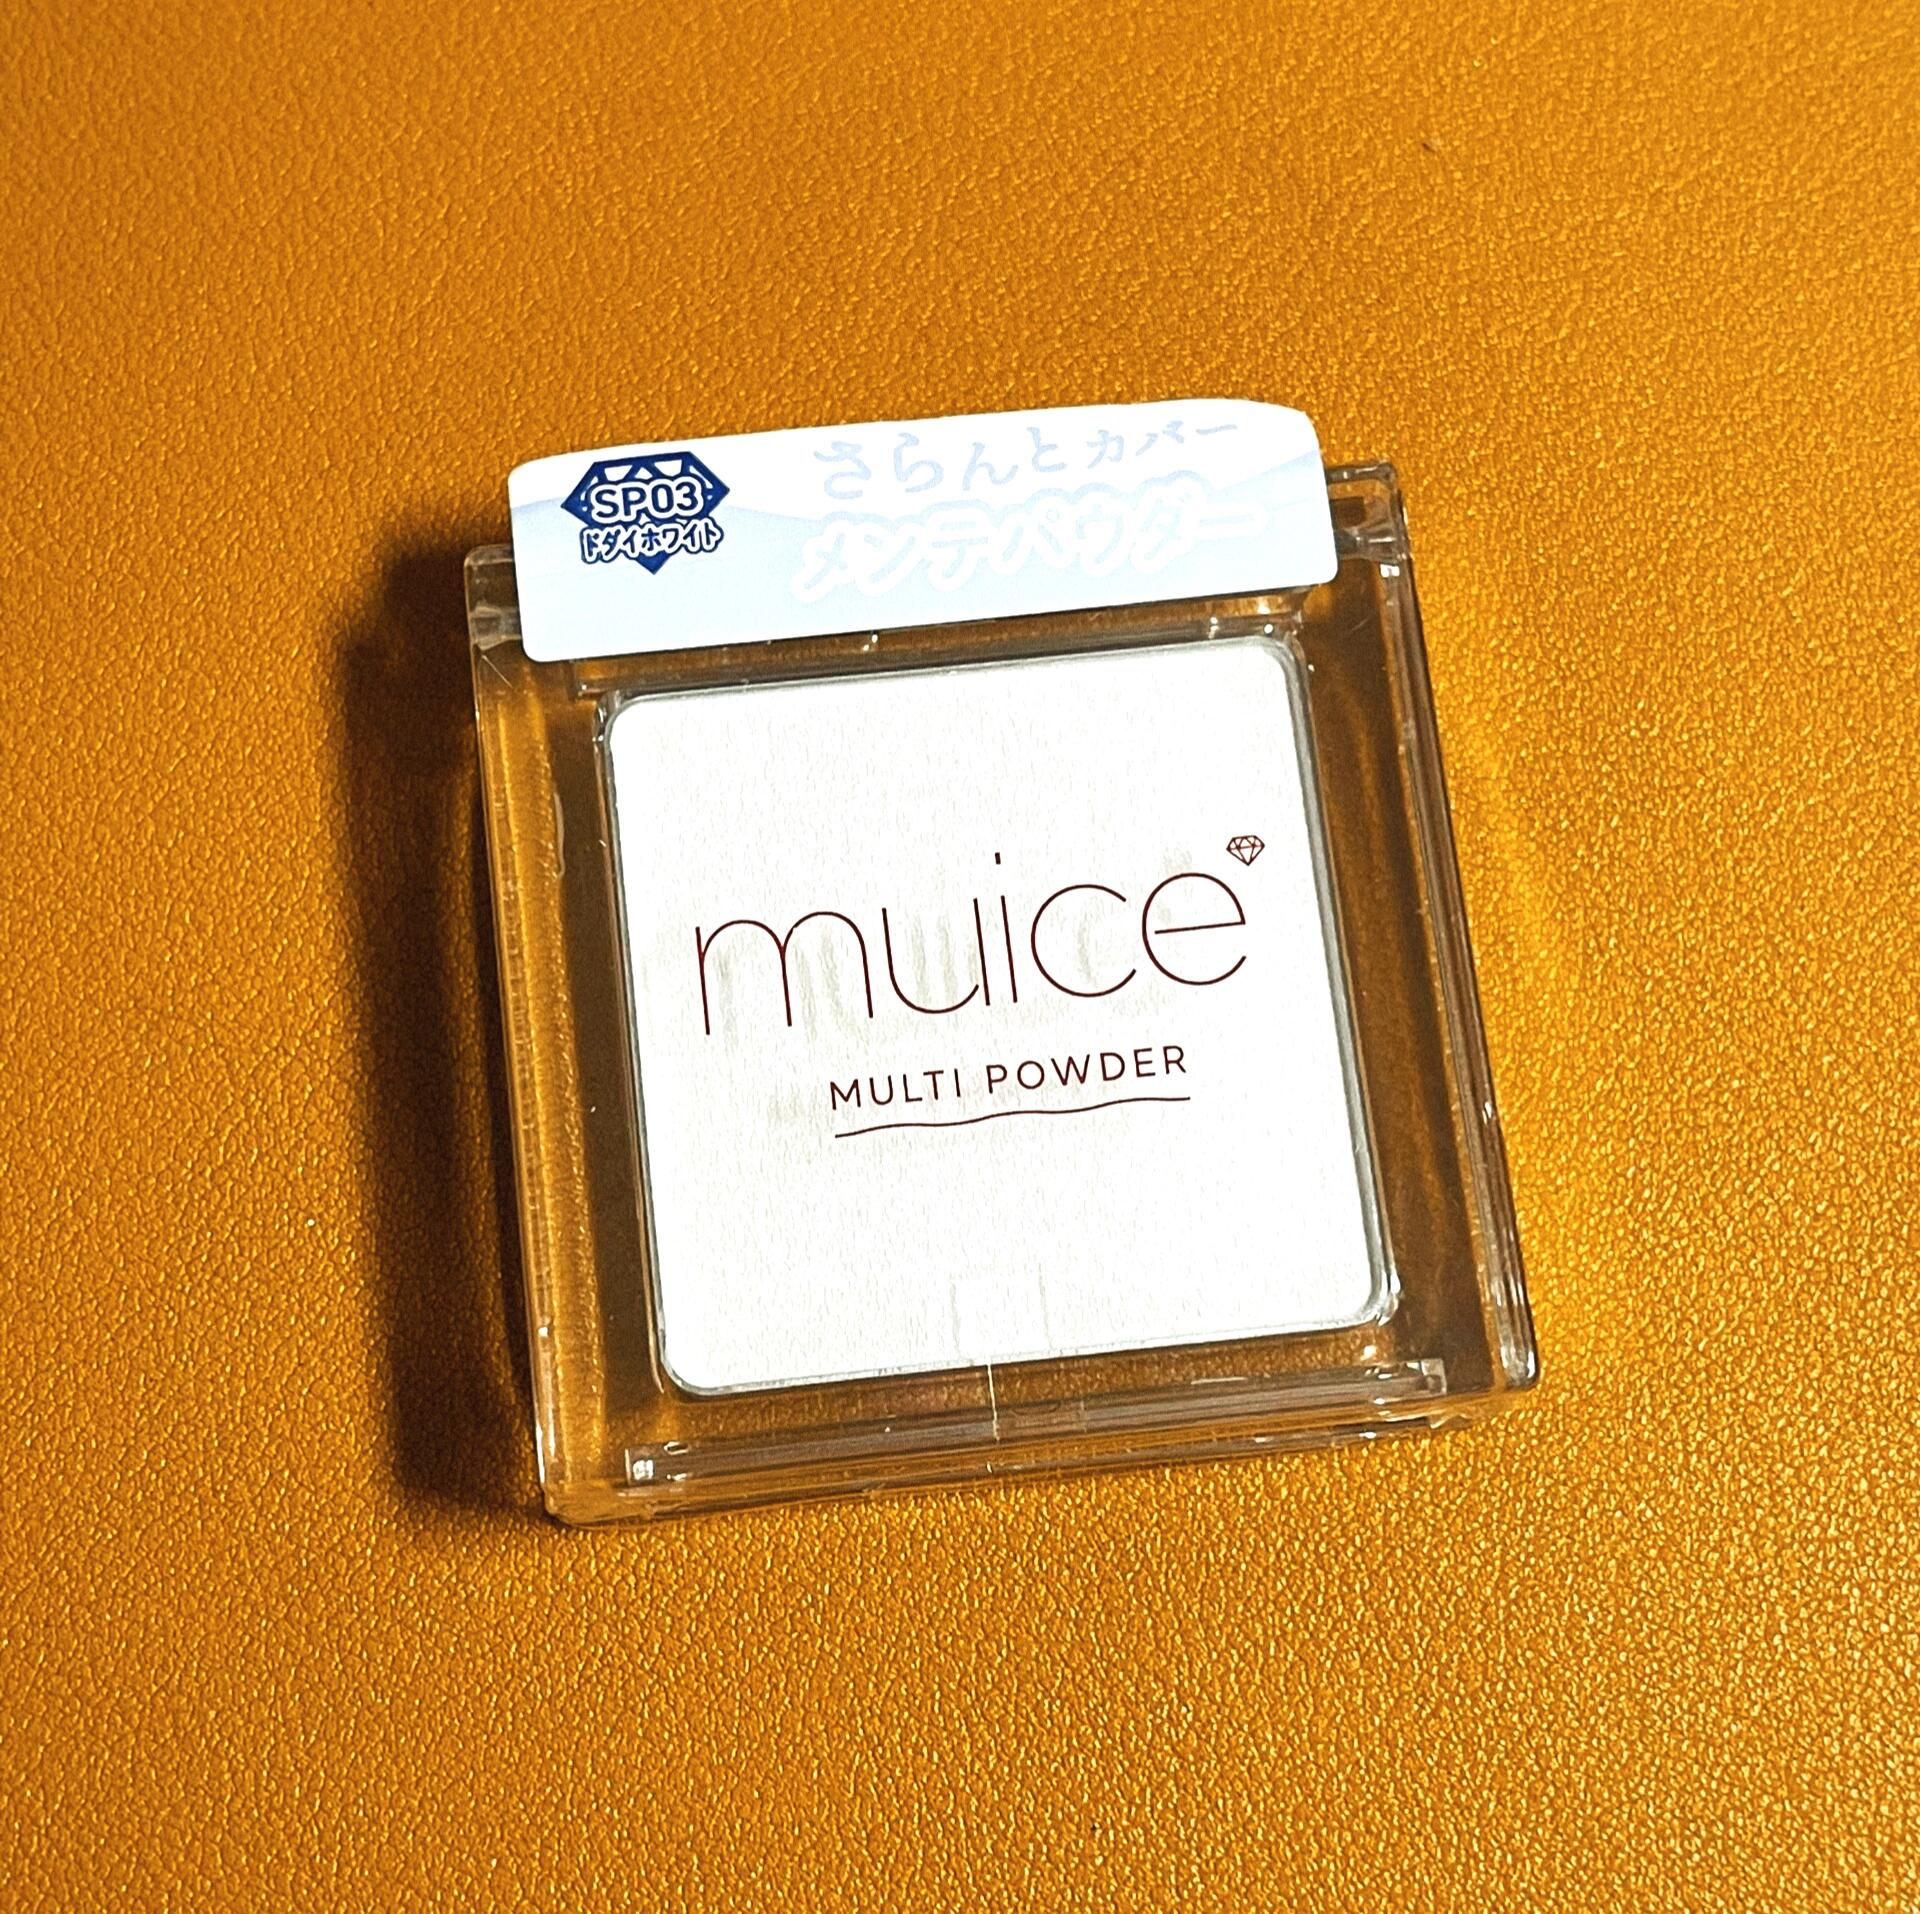 さらんとカバー
メンテパウダー
SP03
ドダイホワイト
muice
MULTI POWDER